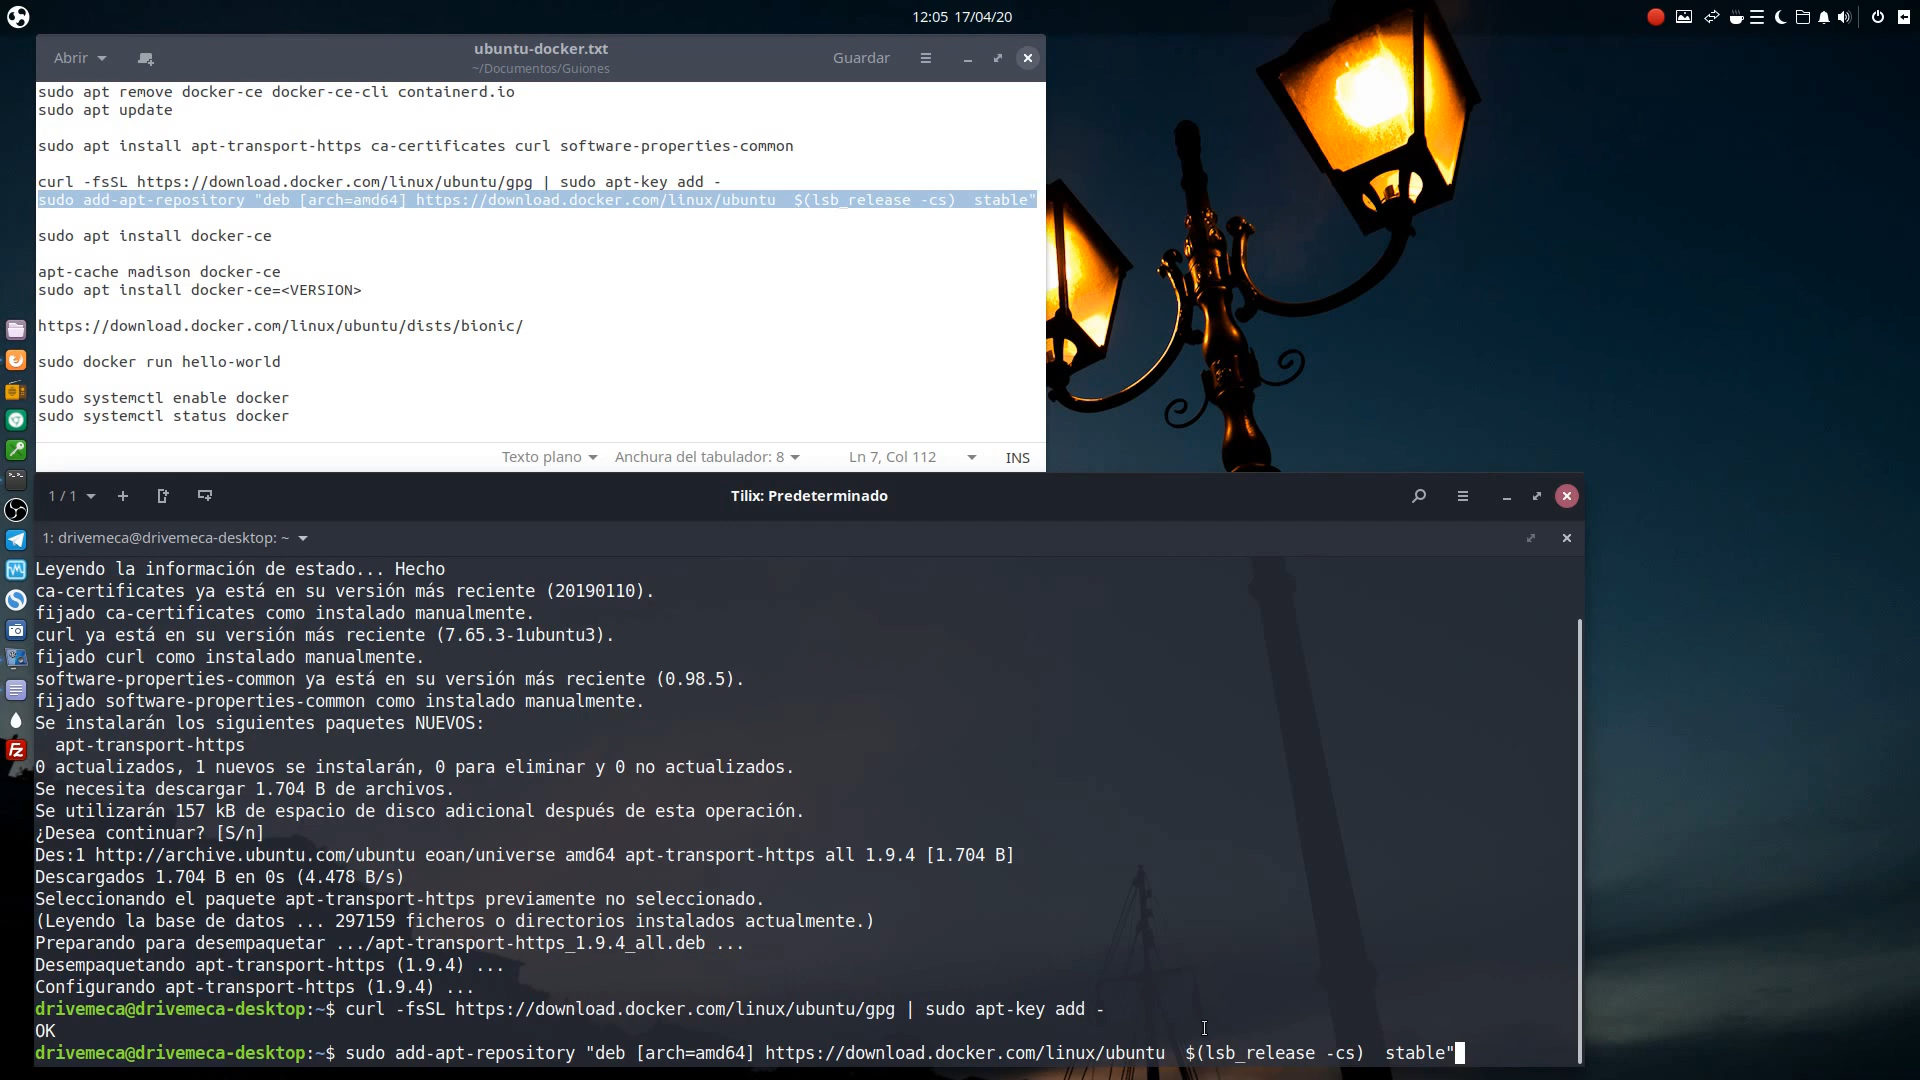 12:05 17/04/20
Abrir
ubuntu-docker.txt
~/Documentos/Guiones
Guardar
sudo apt remove docker-ce docker-ce-cli containerd.io
sudo apt update
sudo apt install apt-transport-https ca-certificates curl software-properties-common
curl -fsSL https://download.docker.com/linux/ubuntu/gpg | sudo apt-key add -
sudo add-apt-repository "deb [arch=amd64] https://download.docker.com/linux/ubuntu  $(lsb_release -cs)  stable"
sudo apt install docker-ce
apt-cache madison docker-ce
sudo apt install docker-ce=<VERSION>
https://download.docker.com/linux/ubuntu/dists/bionic/
sudo docker run hello-world
sudo systemctl enable docker
sudo systemctl status docker
Texto plano Anchura del tabulador: 8 Ln 7, Col 112 INS
1 / 1
Tilix: Predeterminado
1: drivemeca@drivemeca-desktop: ~
Leyendo la información de estado... Hecho
ca-certificates ya está en su versión más reciente (20190110).
fijado ca-certificates como instalado manualmente.
curl ya está en su versión más reciente (7.65.3-1ubuntu3).
fijado curl como instalado manualmente.
software-properties-common ya está en su versión más reciente (0.98.5).
fijado software-properties-common como instalado manualmente.
Se instalarán los siguientes paquetes NUEVOS:
apt-transport-https
0 actualizados, 1 nuevos se instalarán, 0 para eliminar y 0 no actualizados.
Se necesita descargar 1.704 B de archivos.
Se utilizarán 157 kB de espacio de disco adicional después de esta operación.
¿Desea continuar? [S/n]
Des:1 http://archive.ubuntu.com/ubuntu eoan/universe amd64 apt-transport-https all 1.9.4 [1.704 B]
Descargados 1.704 B en 0s (4.478 B/s)
Seleccionando el paquete apt-transport-https previamente no seleccionado.
(Leyendo la base de datos ... 297159 ficheros o directorios instalados actualmente.)
Preparando para desempaquetar .../apt-transport-https_1.9.4_all.deb ...
Desempaquetando apt-transport-https (1.9.4) ...
Configurando apt-transport-https (1.9.4) ...
drivemeca@drivemeca-desktop:~$ curl -fsSL https://download.docker.com/linux/ubuntu/gpg | sudo apt-key add -
OK
drivemeca@drivemeca-desktop:~$ sudo add-apt-repository "deb [arch=amd64] https://download.docker.com/linux/ubuntu  $(lsb_release -cs)  stable"
Fz